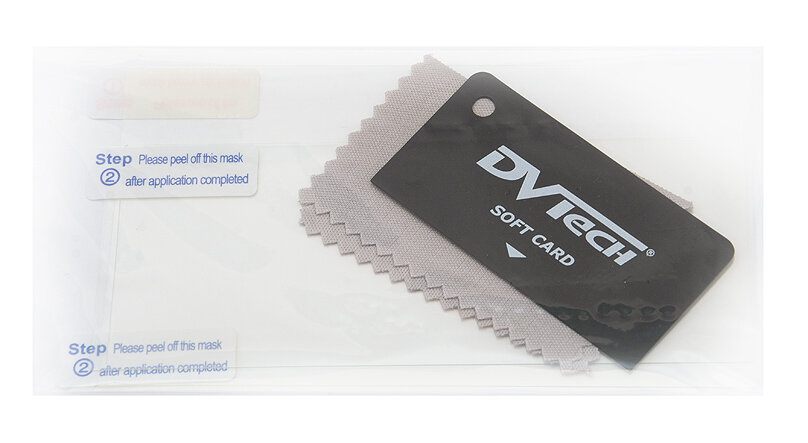 Step Please peel off this mask
② after application completed
DVTECH®
SOFT CARD
Step Please peel off this mask
② after application completed